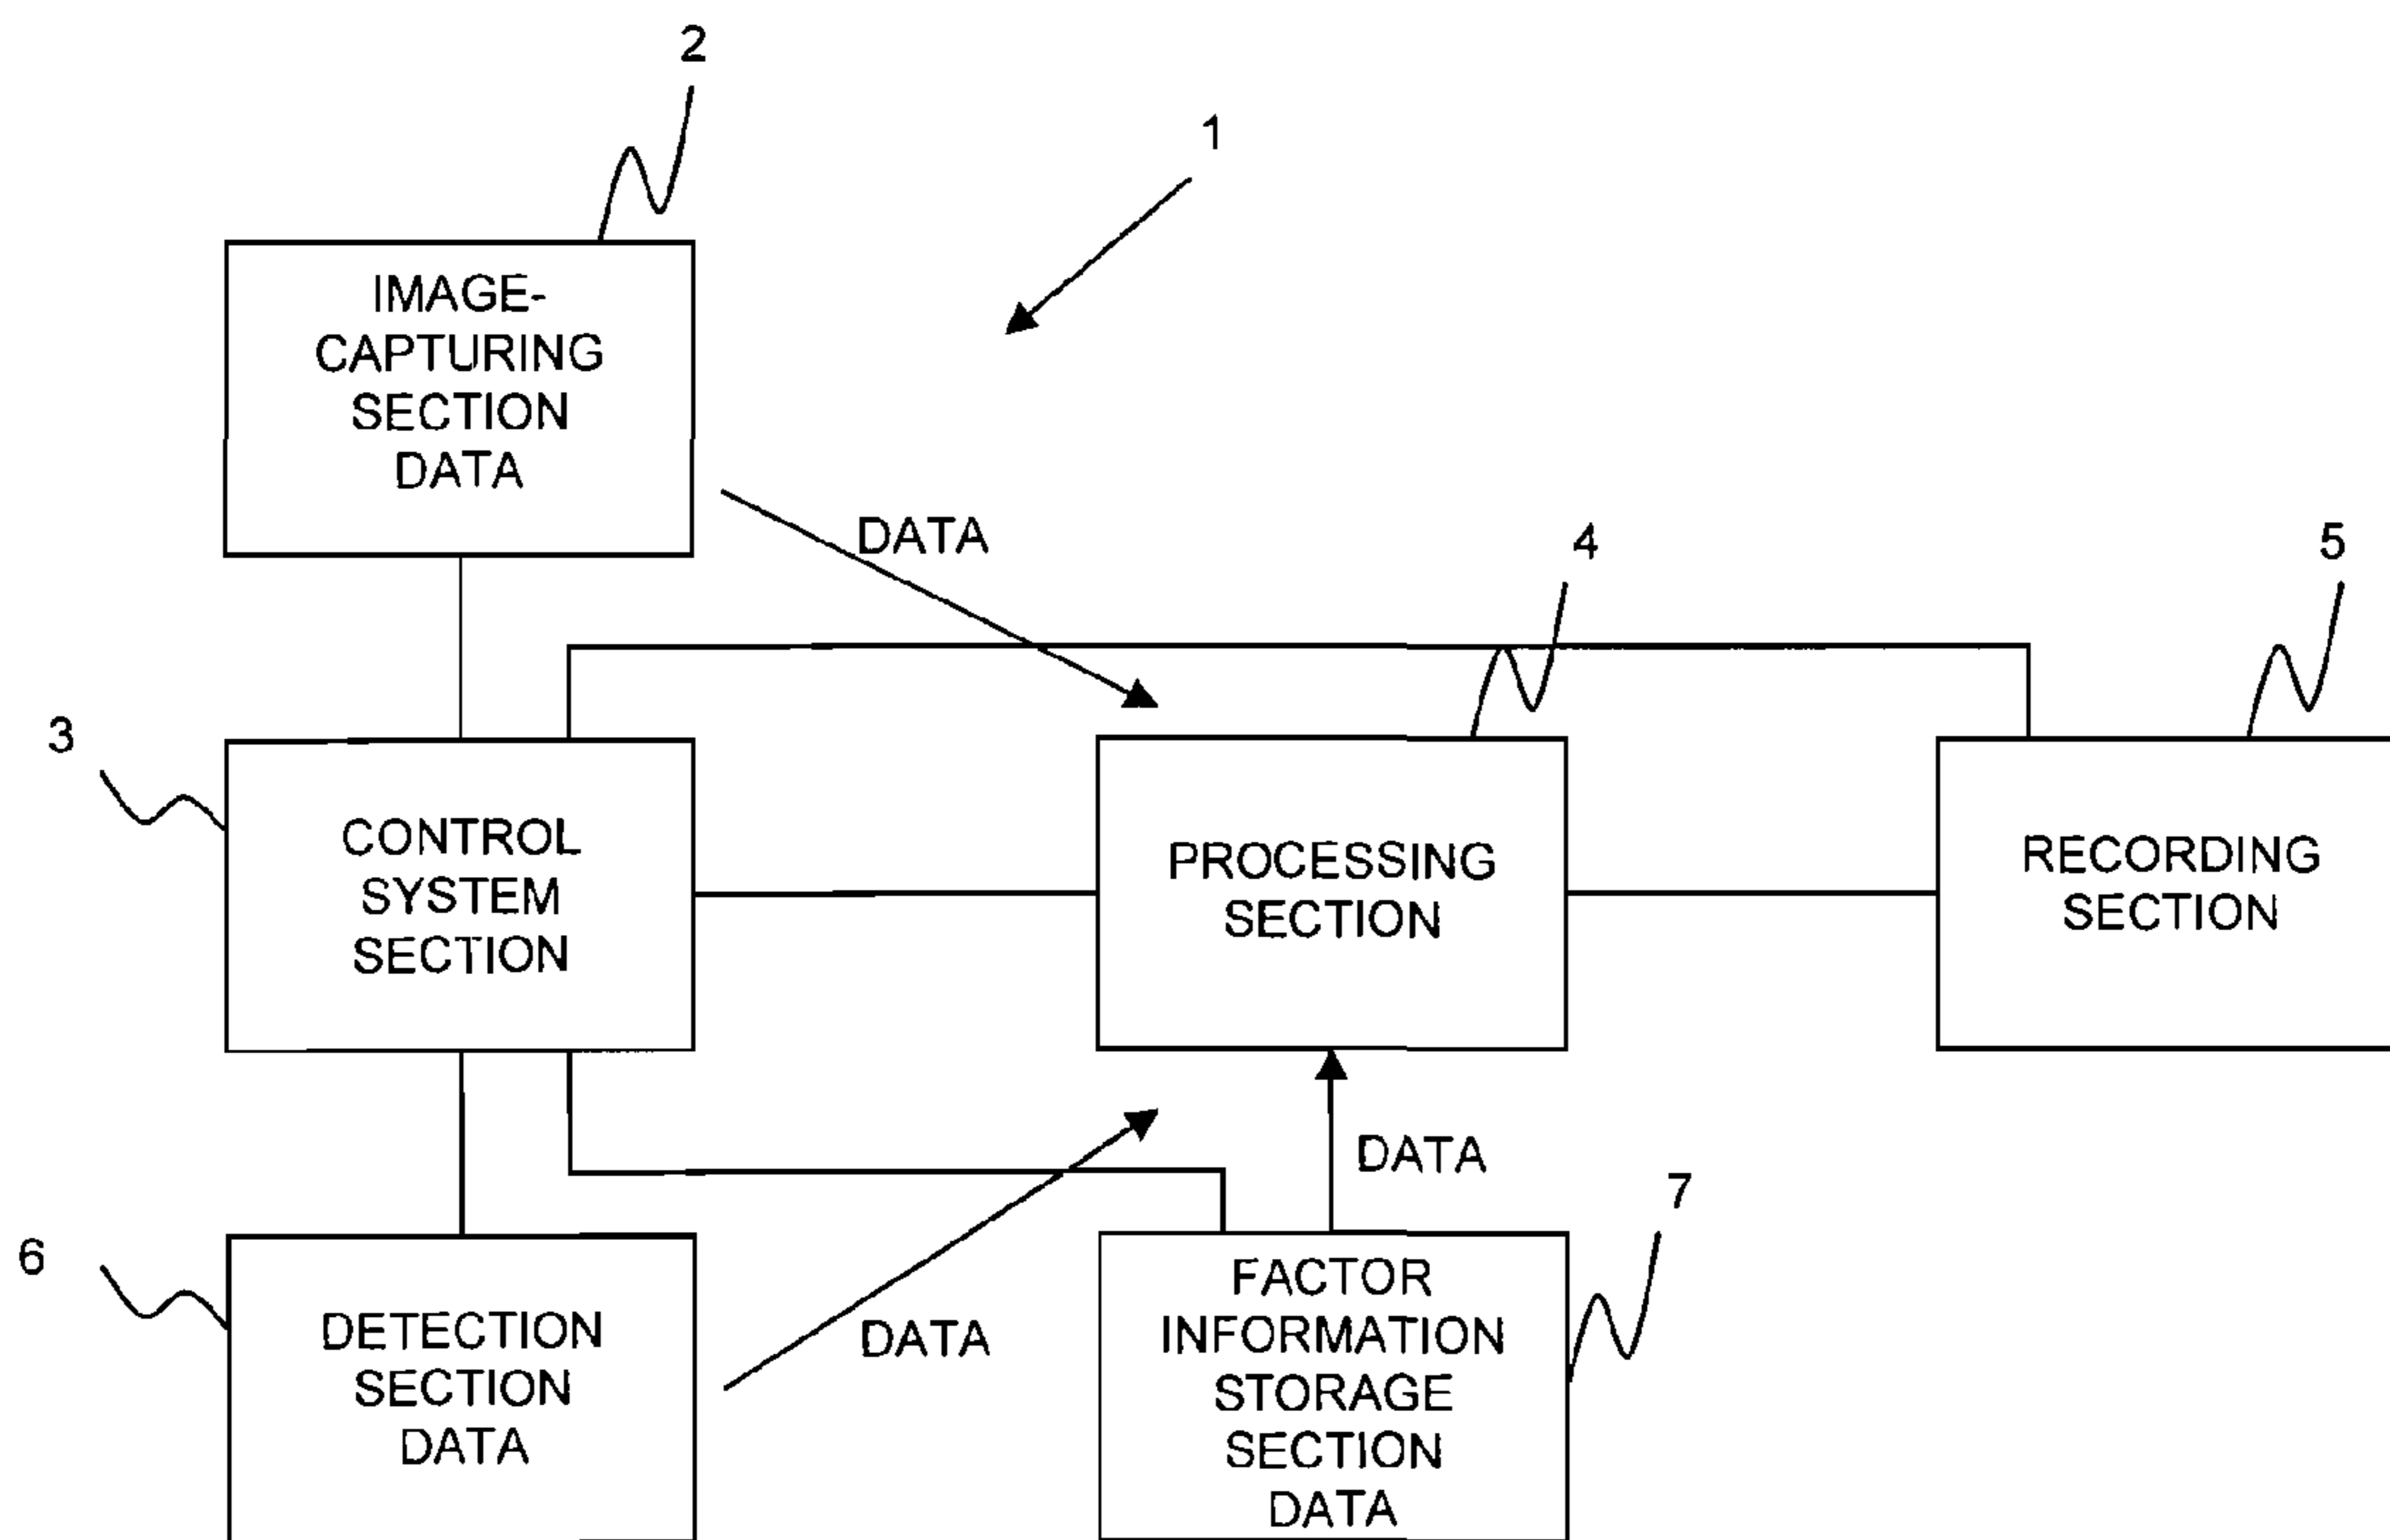 2
1
IMAGE-
CAPTURING
SECTION
DATA
DATA
4
5
3
CONTROL
SYSTEM
SECTION
PROCESSING
SECTION
RECORDING
SECTION
DATA
7
6
DETECTION
SECTION
DATA
DATA
FACTOR
INFORMATION
STORAGE
SECTION
DATA